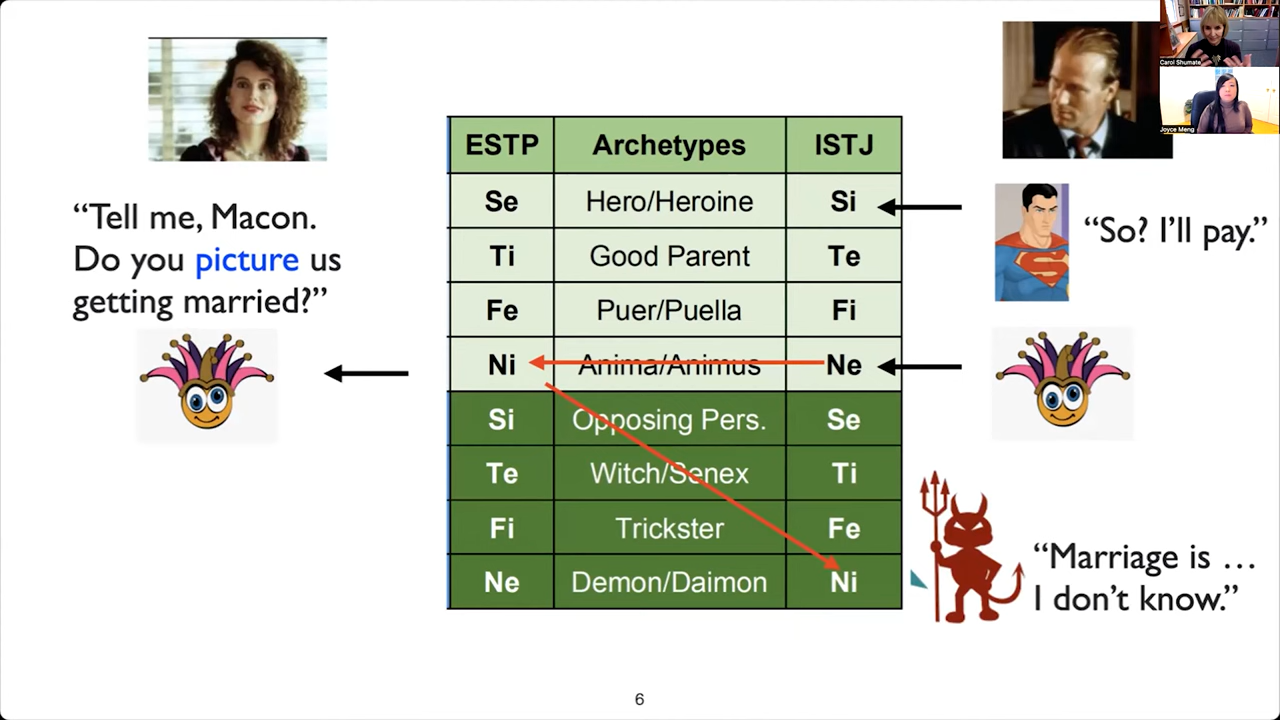 Carol Shumate
Joyce Meng
“Tell me, Macon.
Do you picture us
getting married?”
ESTP Archetypes ISTJ
Se Hero/Heroine Si
Ti Good Parent Te
Fe Puer/Puella Fi
Ni Anima/Animus Ne
Si Opposing Pers. Se
Te Witch/Senex Ti
Fi Trickster Fe
Ne Demon/Daimon Ni
“So? I’ll pay.”
“Marriage is …
I don’t know.”
6